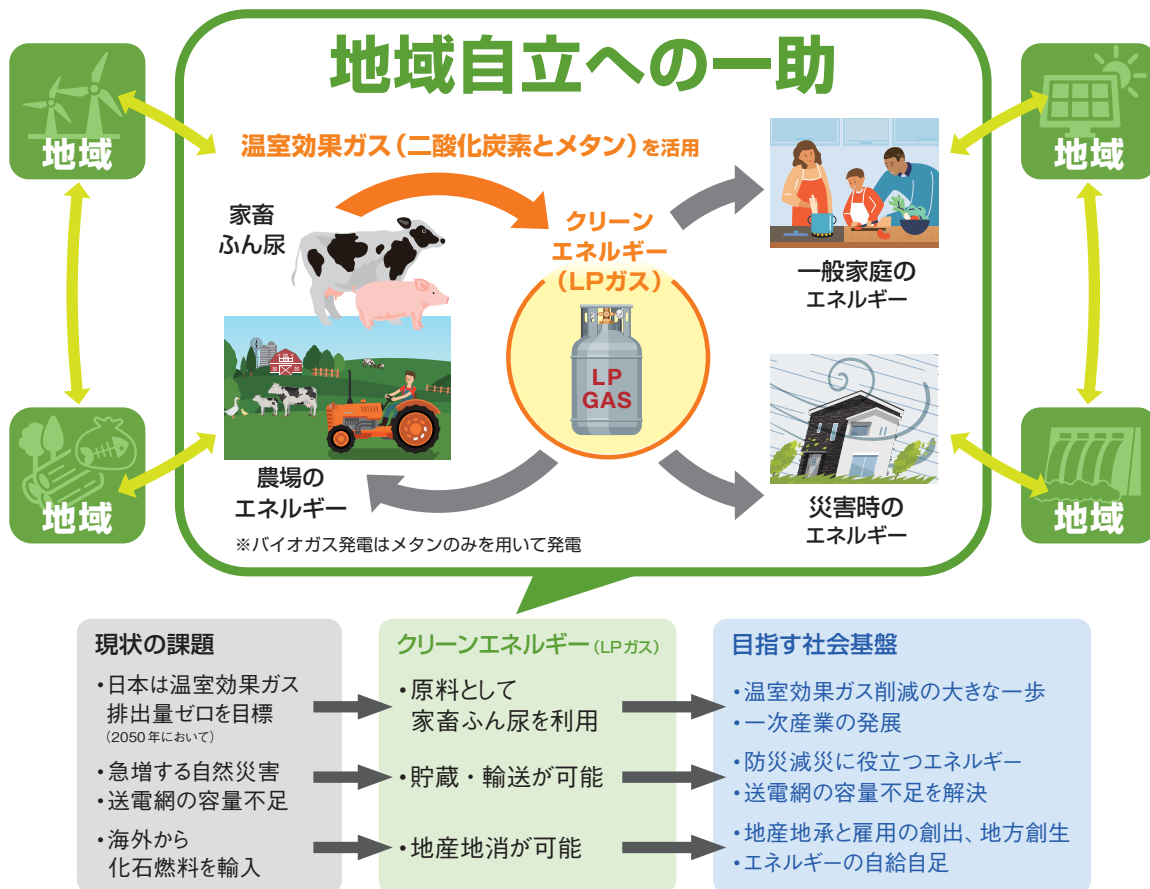 地域自立への一助
地域
地域
温室効果ガス(二酸化炭素とメタン)を活用
家畜
ふん尿
クリーン
エネルギー
(LPガス)
LP
GAS
一般家庭の
エネルギー
農場の
エネルギー
災害時の
エネルギー
地域
地域
※バイオガス発電はメタンのみを用いて発電
現状の課題
・日本は温室効果ガス
排出量ゼロを目標
(2050年において)
・急増する自然災害
・送電網の容量不足
・海外から
化石燃料を輸入
クリーンエネルギー(LPガス)
・原料として
家畜ふん尿を利用
・貯蔵・輸送が可能
・地産地消が可能
目指す社会基盤
・温室効果ガス削減の大きな一歩
・一次産業の発展
・防災減災に役立つエネルギー
・送電網の容量不足を解決
・地産地承と雇用の創出、地方創生
・エネルギーの自給自足